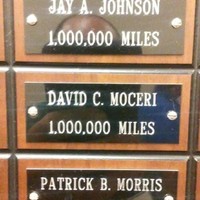 JAY A. JOHNSON
1,000,000 MILES
DAVID C. MOCERI
1,000,000 MILES
PATRICK B. MORRIS